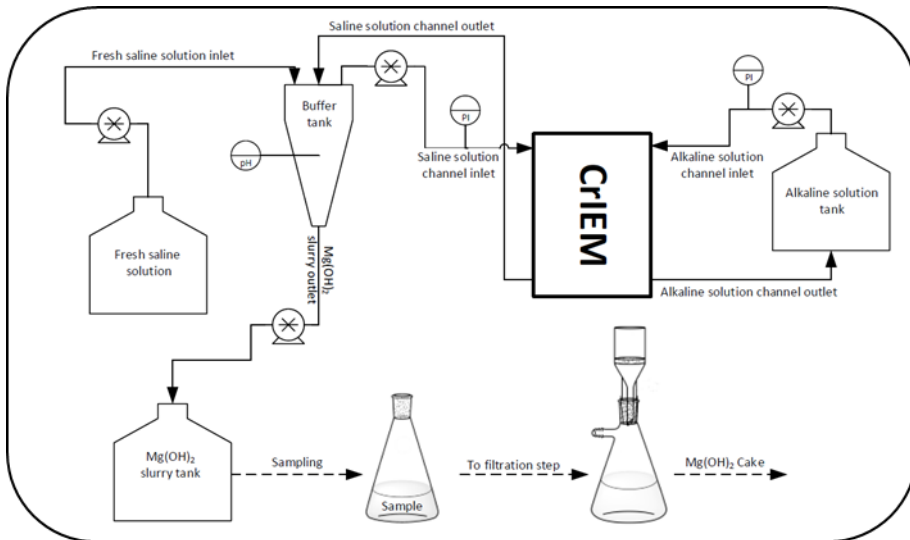 Saline solution channel outlet
Fresh saline solution inlet
Buffer
tank
PI
PI
pH
Saline solution
channel inlet
CrIEM
Alkaline solution
channel inlet
Alkaline solution
tank
Fresh saline
solution
Mg(OH)₂
slurry outlet
Alkaline solution channel outlet
Mg(OH)₂
slurry tank
Sampling
Sample
To filtration step
Mg(OH)₂ Cake